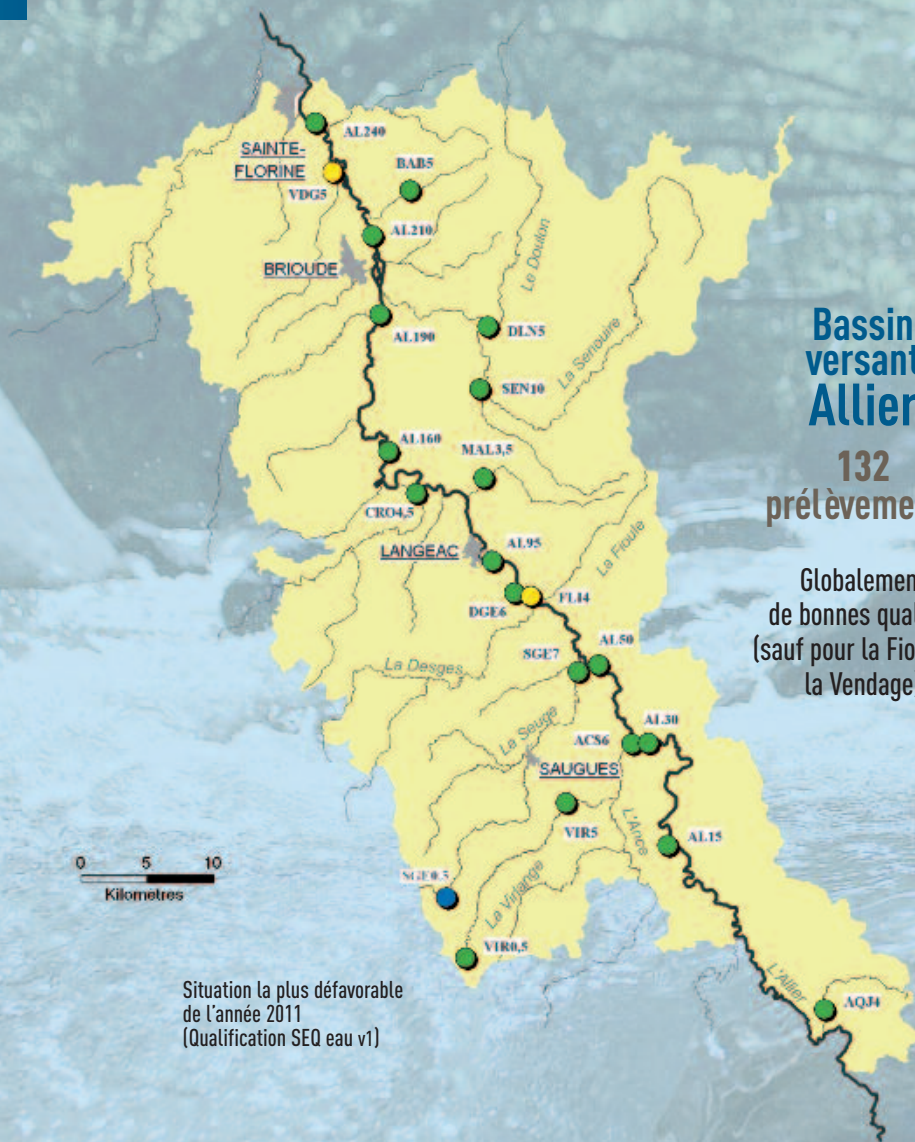 AL240
SAINTE-
FLORINE
BAB5
VDG5
AL210
BRIOUDE
Le Doulon
AL190
DLN5
La Senouire
SEN10
Bassin
versant
Allier
132
AL160
MAL3,5
CRO4,5
LANGEAC
AL95
La Fioule
DGE6
FLI4
Globalement
de bonnes
(sauf pour la
la Vendage
SGE7
AL50
La Desges
La Seuge
ACS6
AL30
SAUGUES
VIR5
L'Ance
AL15
0 5 10
Kilometres
SGE0.5
La Virlange
VIR0,5
Situation la plus défavorable
de l'année 2011
(Qualification SEQ eau v1)
L'Allier
AQJ4